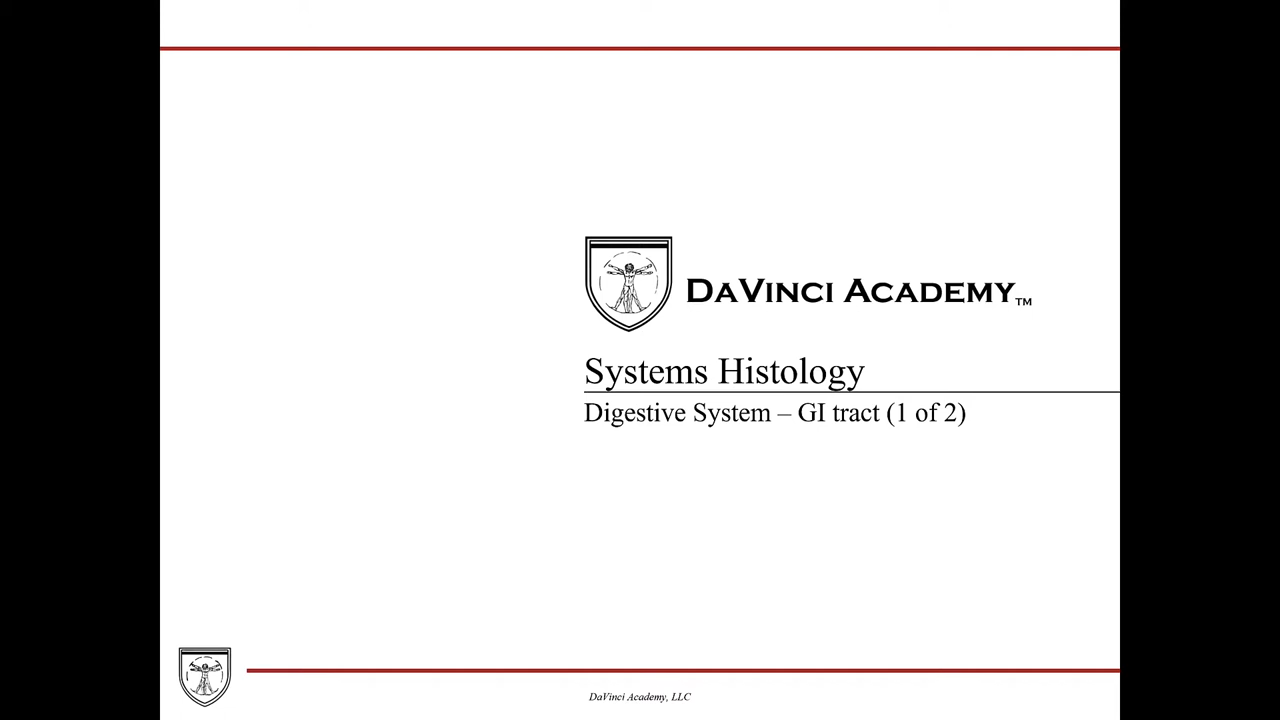 DAVINCI ACADEMY™
Systems Histology
Digestive System – GI tract (1 of 2)
DaVinci Academy, LLC